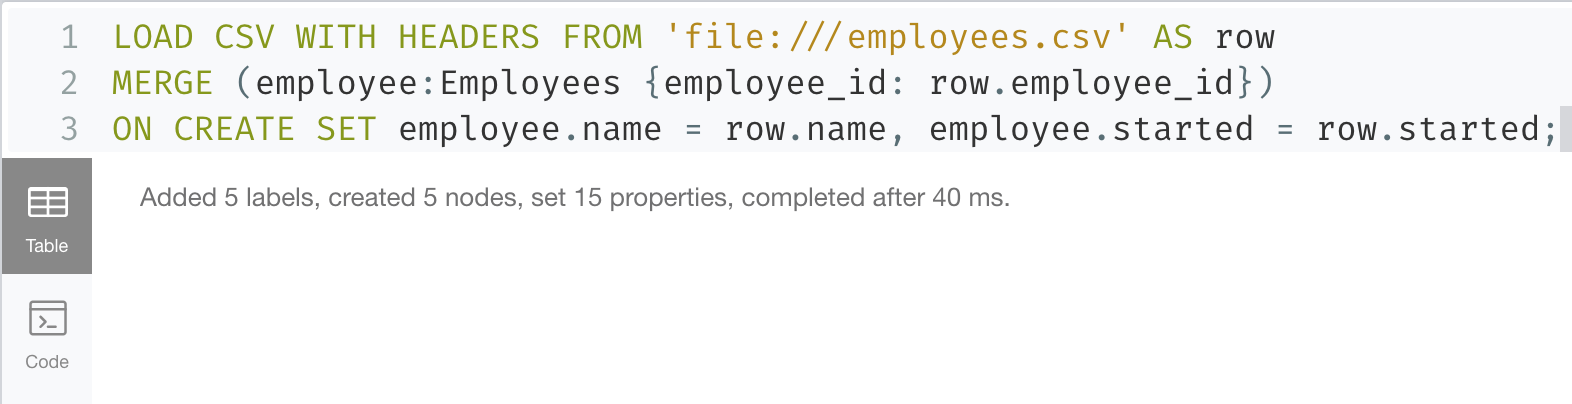 1 LOAD CSV WITH HEADERS FROM 'file:///employees.csv' AS row
2 MERGE (employee:Employees {employee_id: row.employee_id})
3 ON CREATE SET employee.name = row.name, employee.started = row.started;
Added 5 labels, created 5 nodes, set 15 properties, completed after 40 ms.
Table
Code